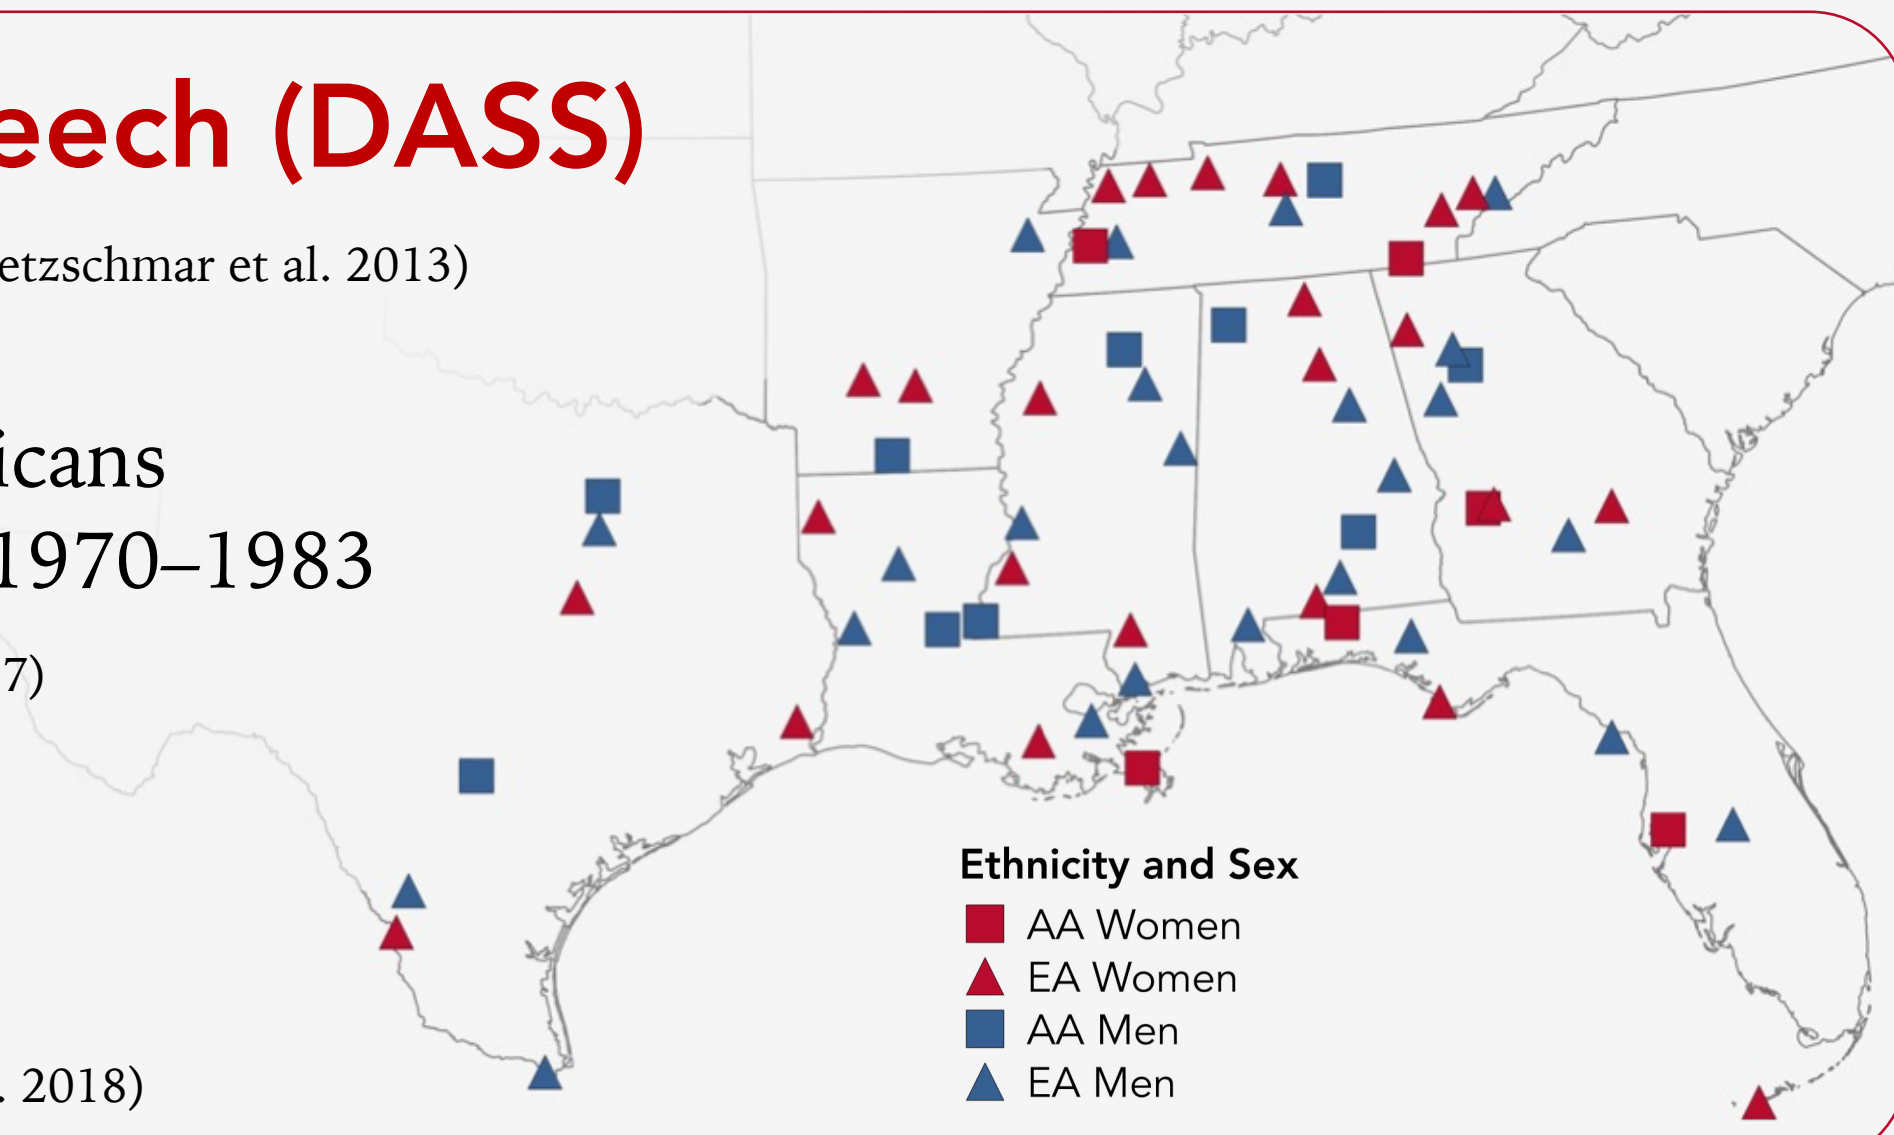 eech (DASS)
etzschmar et al. 2013)
icans
1970–1983
7)
. 2018)
Ethnicity and Sex
AA Women
EA Women
AA Men
EA Men